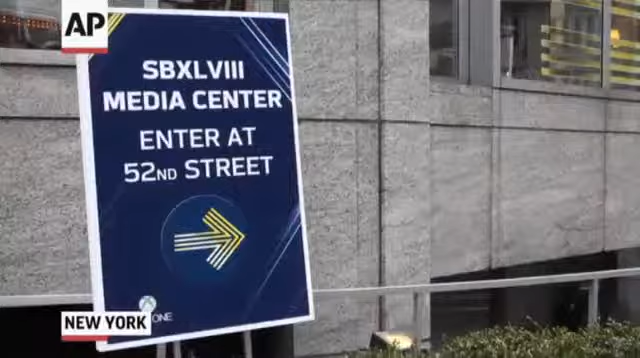 AP
SBXLVIII
MEDIA CENTER
ENTER AT
52ND STREET
ONE
NEW YORK